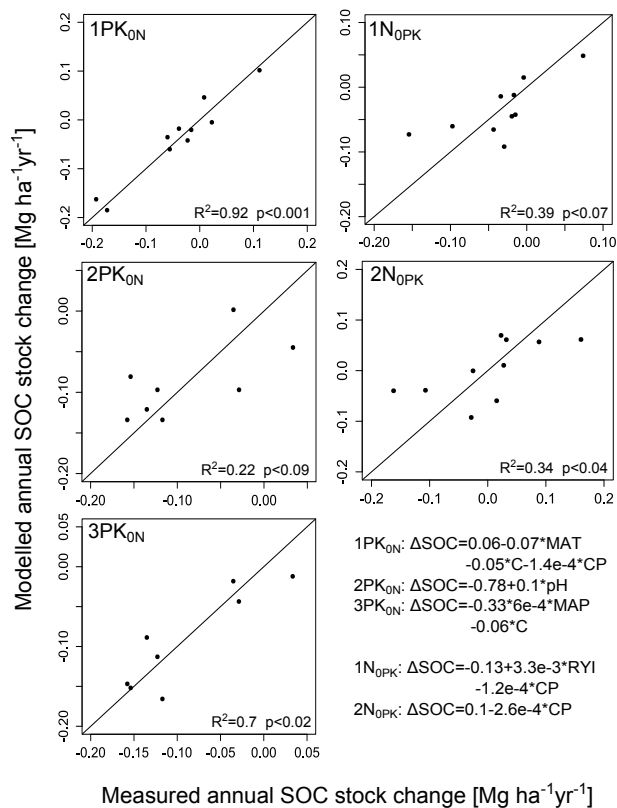 Modelled annual SOC stock change [Mg ha⁻¹yr⁻¹]
1PK₀N
0.1
0.0
-0.1
-0.2
R²=0.92 p<0.001
-0.2 -0.1 0.0 0.1 0.2
1N₀PK
0.10
0.00
-0.10
-0.20
R²=0.39 p<0.07
-0.20 -0.10 0.00 0.10
2PK₀N
0.00
-0.10
-0.20
R²=0.22 p<0.09
-0.20 -0.10 0.00
2N₀PK
0.2
0.1
0.0
-0.1
-0.2
R²=0.34 p<0.04
-0.2 -0.1 0.0 0.1 0.2
3PK₀N
0.05
0.00
-0.10
-0.20
R²=0.7 p<0.02
-0.20 -0.15 -0.10 -0.05 0.00 0.05
1PK₀N: ΔSOC=0.06-0.07*MAT
-0.05*C-1.4e-4*CP
2PK₀N: ΔSOC=-0.78+0.1*pH
3PK₀N: ΔSOC=-0.33*6e-4*MAP
-0.06*C
1N₀PK: ΔSOC=-0.13+3.3e-3*RYI
-1.2e-4*CP
2N₀PK: ΔSOC=0.1-2.6e-4*CP
Measured annual SOC stock change [Mg ha⁻¹yr⁻¹]